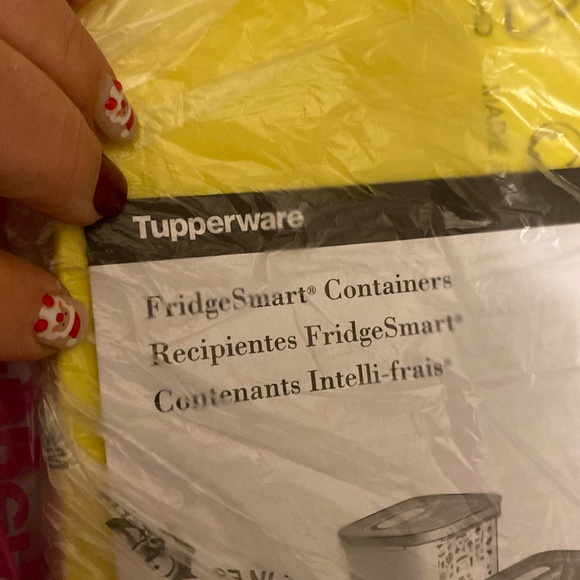 Tupperware
FridgeSmart® Containers
Recipientes FridgeSmart®
Contenants Intelli-frais®